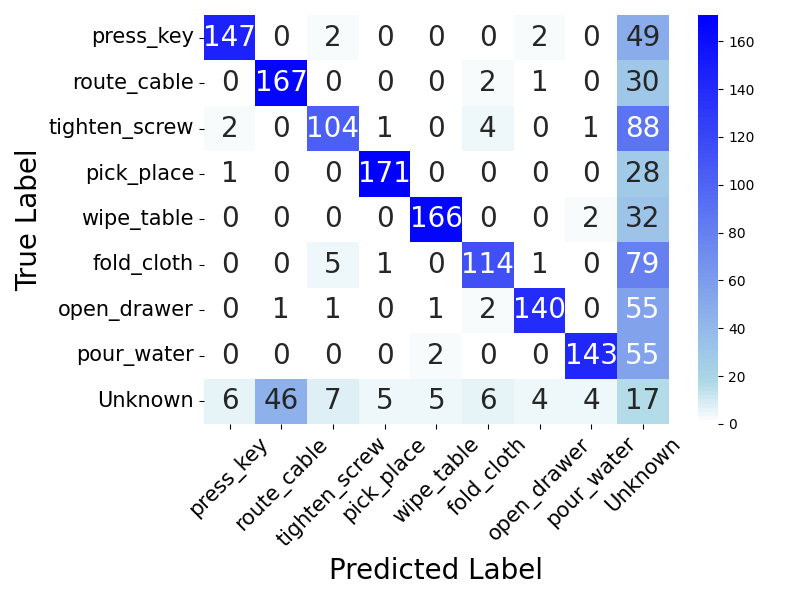 press_key 147 0 2 0 0 0 2 0 49
route_cable 0 167 0 0 0 2 1 0 30
tighten_screw 2 0 104 1 0 4 0 1 88
pick_place 1 0 0 171 0 0 0 0 28
wipe_table 0 0 0 0 166 0 0 2 32
fold_cloth 0 0 5 1 0 114 1 0 79
open_drawer 0 1 1 0 1 2 140 0 55
pour_water 0 0 0 0 2 0 0 143 55
Unknown 6 46 7 5 5 6 4 4 17
press_key route_cable tighten_screw pick_place wipe_table fold_cloth open_drawer pour_water Unknown
Predicted Label
True Label
160
140
120
100
80
60
40
20
0